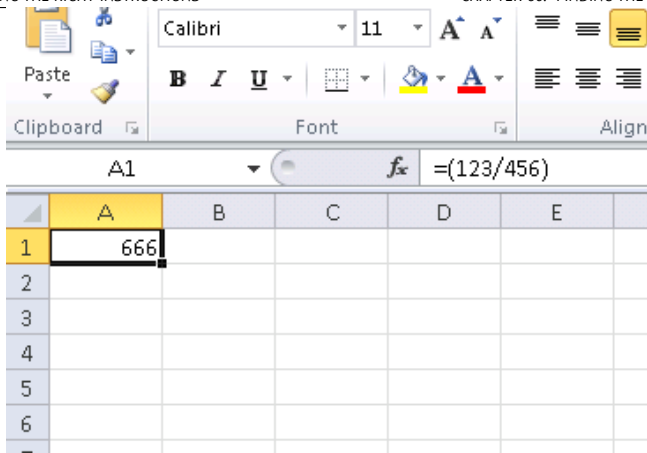 Calibri 11 A A
Paste B I U A
Clipboard Font Align
A1 fx =(123/456)
A B C D E
1 666
2
3
4
5
6